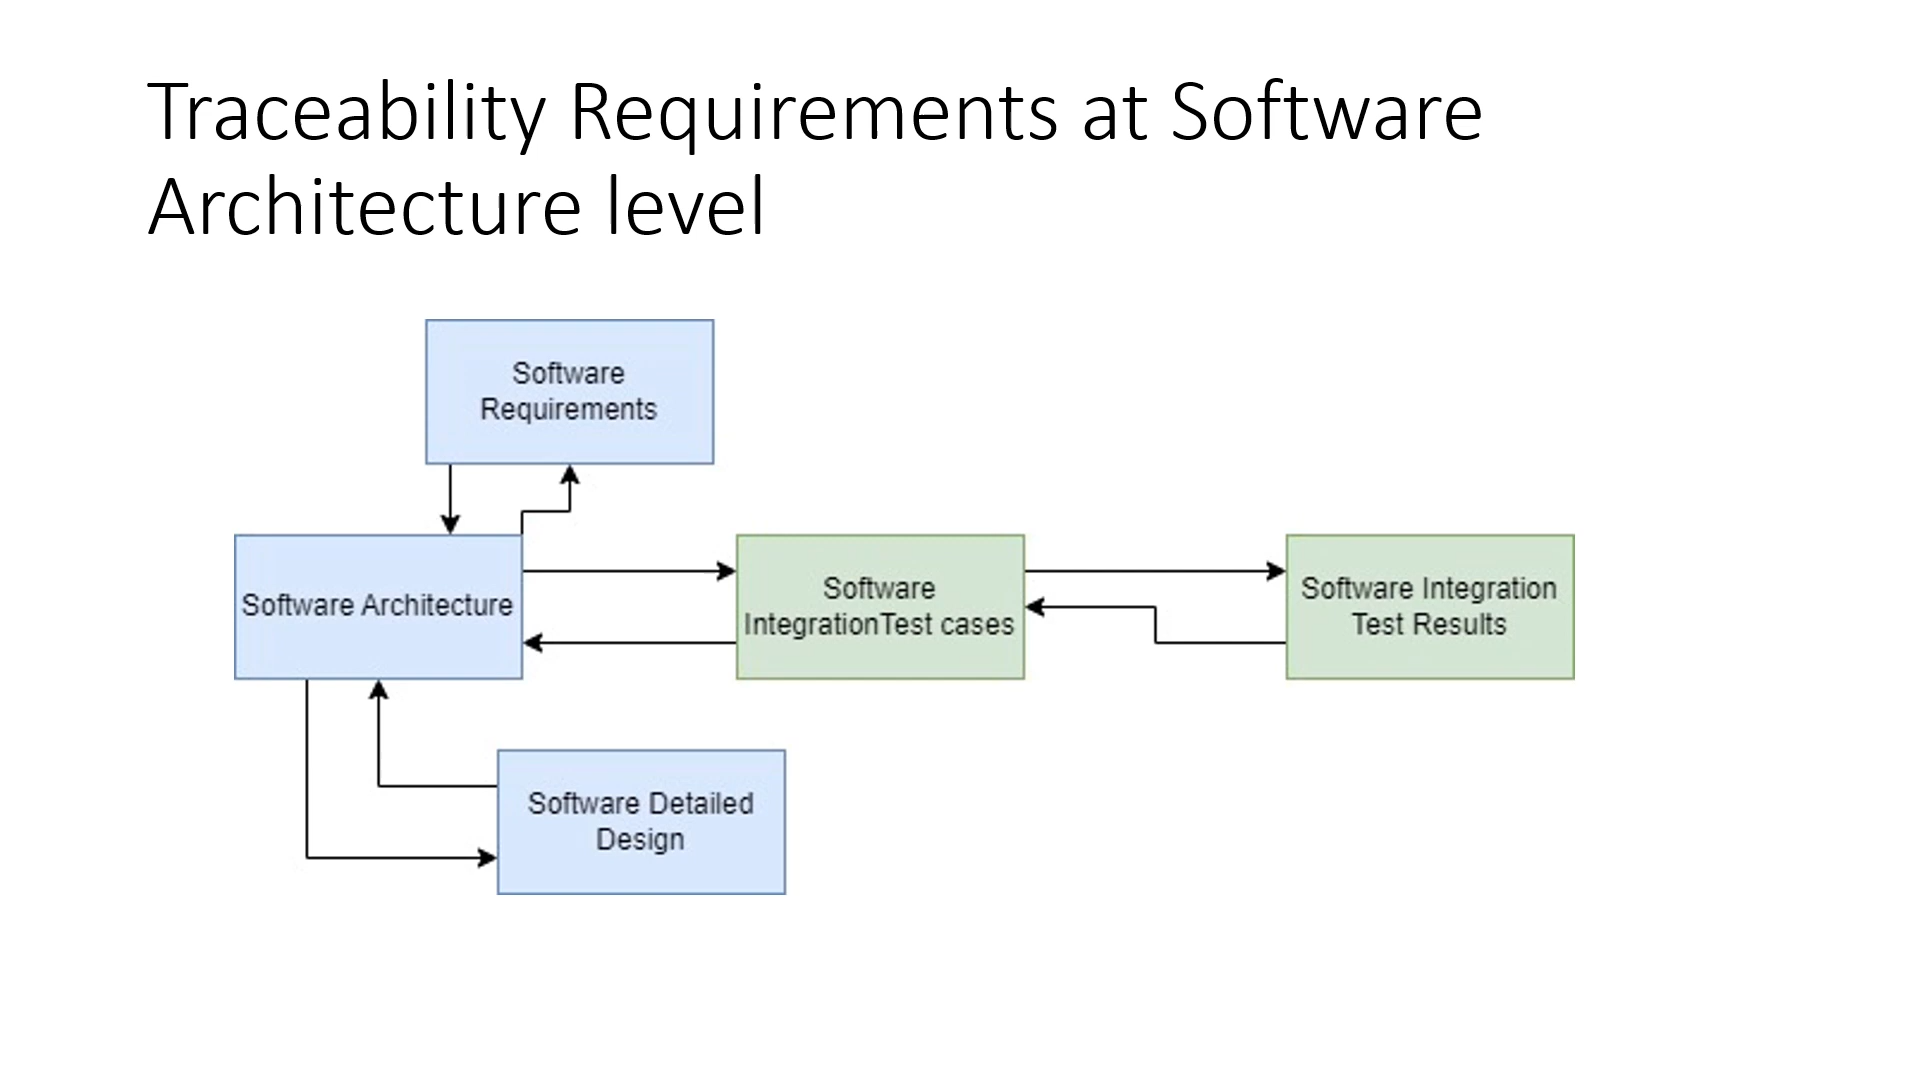 Traceability Requirements at Software
Architecture level
Software
Requirements
Software Architecture
Software
IntegrationTest cases
Software Integration
Test Results
Software Detailed
Design